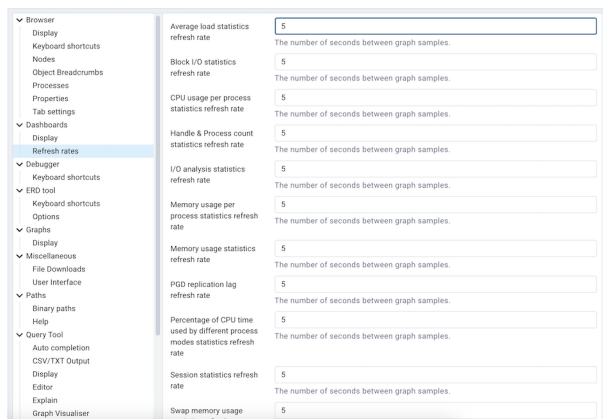 Browser
Display
Keyboard shortcuts
Nodes
Object Breadcrumbs
Processes
Properties
Tab settings
Dashboards
Display
Refresh rates
Debugger
Keyboard shortcuts
ERD tool
Keyboard shortcuts
Options
Graphs
Display
Miscellaneous
File Downloads
User Interface
Paths
Binary paths
Help
Query Tool
Auto completion
CSV/TXT Output
Display
Editor
Explain
Graph Visualiser
Average load statistics
refresh rate
5
The number of seconds between graph samples.
Block I/O statistics
refresh rate
5
The number of seconds between graph samples.
CPU usage per process
statistics refresh rate
5
The number of seconds between graph samples.
Handle & Process count
statistics refresh rate
5
The number of seconds between graph samples.
I/O analysis statistics
refresh rate
5
The number of seconds between graph samples.
Memory usage per
process statistics refresh
rate
5
The number of seconds between graph samples.
Memory usage statistics
refresh rate
5
The number of seconds between graph samples.
PGD replication lag
refresh rate
5
The number of seconds between graph samples.
Percentage of CPU time
used by different process
modes statistics refresh
rate
5
The number of seconds between graph samples.
Session statistics refresh
rate
5
The number of seconds between graph samples.
Swap memory usage
5